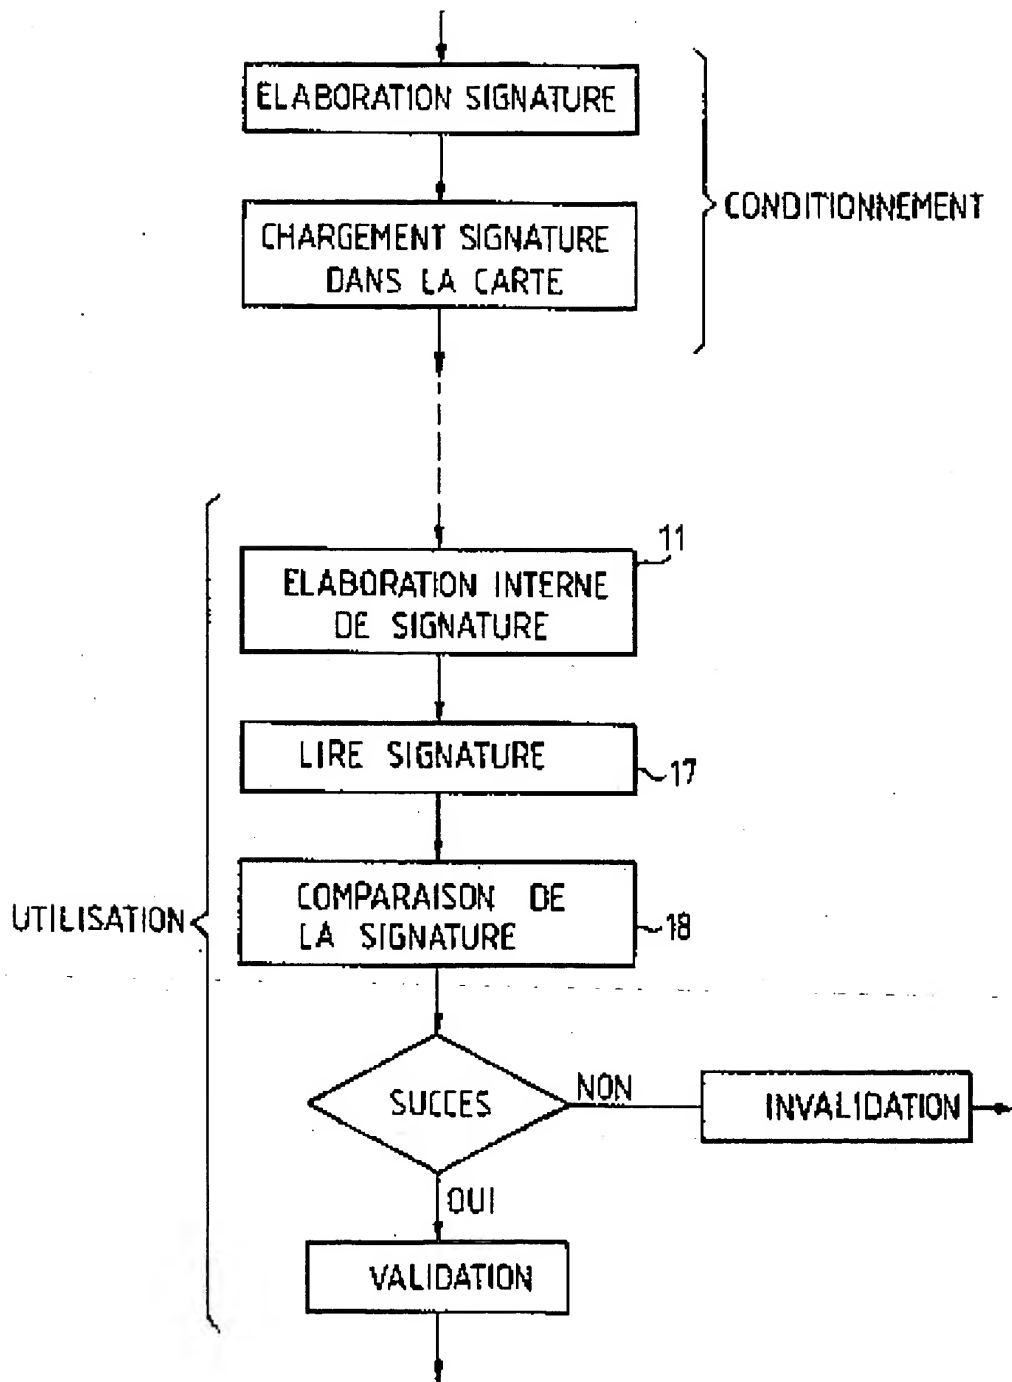 ELABORATION SIGNATURE
CHARGEMENT SIGNATURE
DANS LA CARTE
CONDITIONNEMENT
11
ELABORATION INTERNE
DE SIGNATURE
LIRE SIGNATURE
17
COMPARAISON DE
LA SIGNATURE
18
UTILISATION
SUCCES
NON
INVALIDATION
OUI
VALIDATION